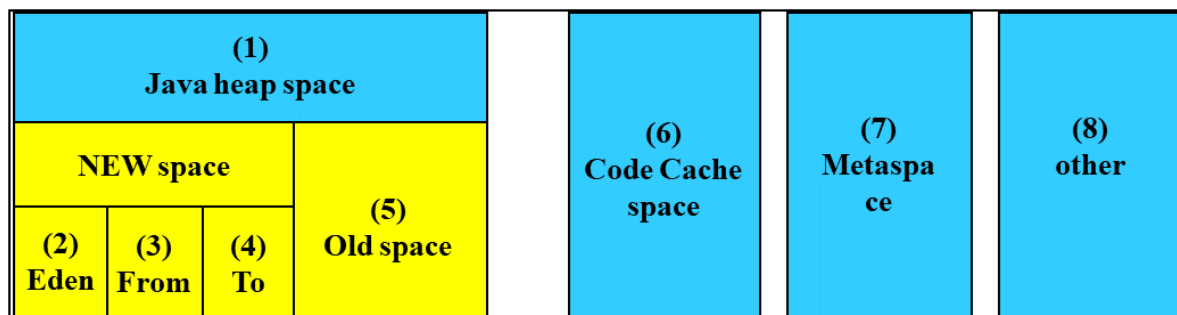 (1)
Java heap space
NEW space
(2)
Eden
(3)
From
(4)
To
(5)
Old space
(6)
Code Cache
space
(7)
Metaspa
ce
(8)
other